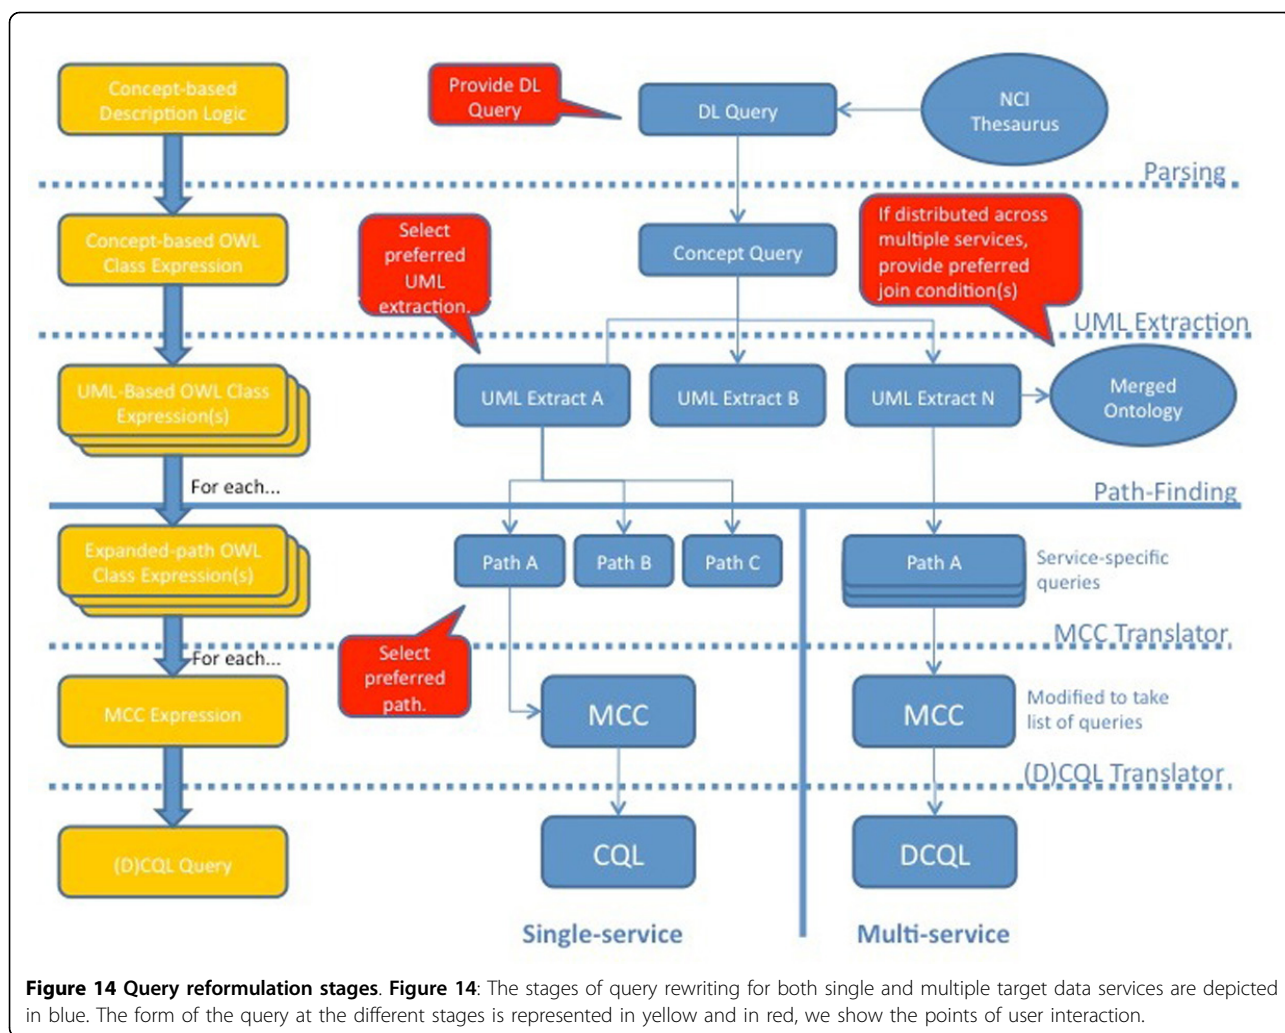 Concept-based
Description Logic
Provide DL
Query
DL Query
NCI
Thesaurus
Parsing
Concept-based OWL
Class Expression
Select
preferred
UML
extraction.
Concept Query
If distributed across
multiple services,
provide preferred
join condition(s)
UML Extraction
UML-Based OWL Class
Expression(s)
UML Extract A
UML Extract B
UML Extract N
Merged
Ontology
For each...
Path-Finding
Expanded-path OWL
Class Expression(s)
Path A
Path B
Path C
Path A
Service-specific
queries
MCC Translator
For each...
Select
preferred
path.
MCC Expression
MCC
MCC
Modified to take
list of queries
(D)CQL Translator
(D)CQL Query
CQL
DCQL
Single-service
Multi-service
Figure 14 Query reformulation stages. Figure 14: The stages of query rewriting for both single and multiple target data services are depicted
in blue. The form of the query at the different stages is represented in yellow and in red, we show the points of user interaction.